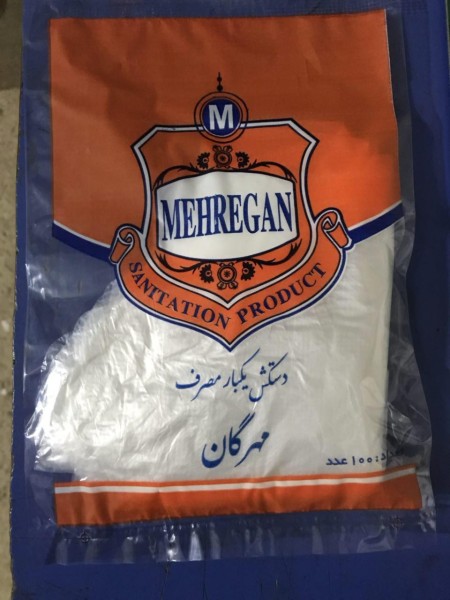 M
MEHREGAN
SANITATION PRODUCT
دستکش یکبار مصرف
مهرگان
۱۰۰ عدد